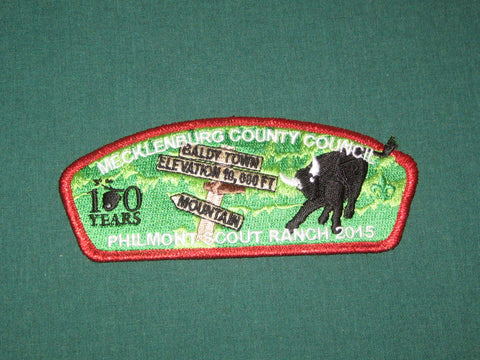 MECKLENBURG COUNTY COUNCIL
BALDY TOWN
ELEVATION 10,000 FT
MOUNTAIN
100
YEARS
PHILMONT SCOUT RANCH 2015